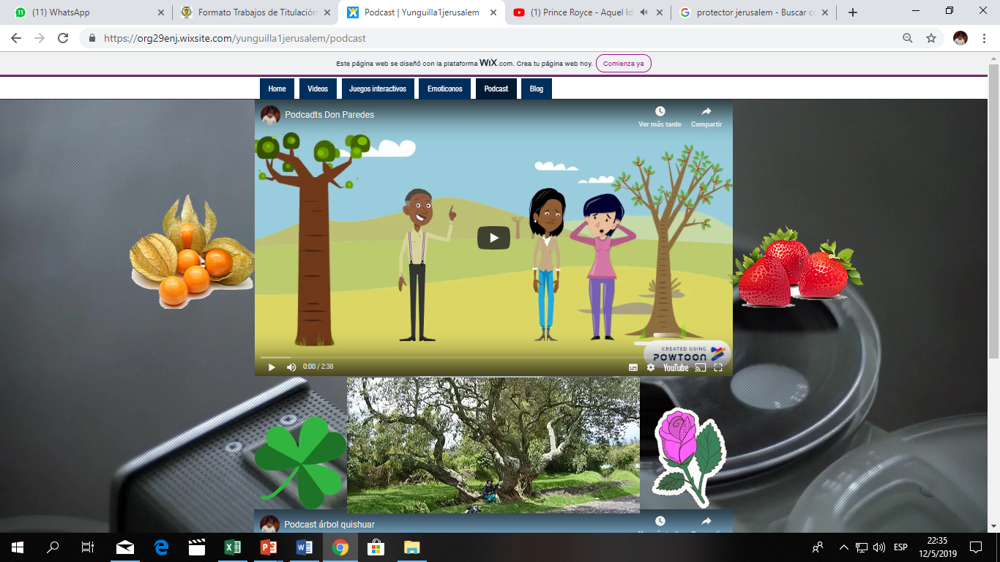 (11) WhatsApp
Formato Trabajos de Titulación
Podcast | Yunguilla1jerusalem
(1) Prince Royce - Aquel Id
protector jerusalem - Buscar co
https://org29enj.wixsite.com/yunguilla1jerusalem/podcast
Este página web se diseñó con la plataforma WiX.com. Crea tu página web hoy. Comienza ya
Home Videos Juegos interactivos Emoticonos Podcast Blog
Podcadts Don Paredes
Ver más tarde Compartir
CREATED USING
POWTOON
0:00 / 2:38
YouTube
Podcast árbol quishuar
ESP
22:35
12/5/2019